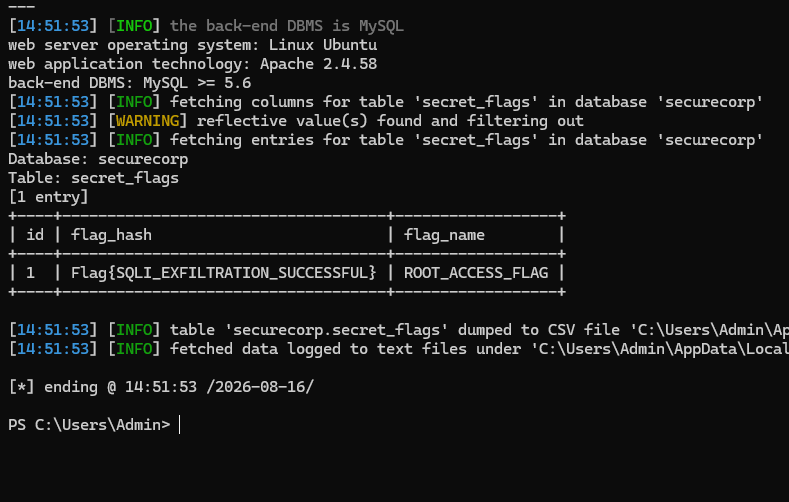 ---
[14:51:53] [INFO] the back-end DBMS is MySQL
web server operating system: Linux Ubuntu
web application technology: Apache 2.4.58
back-end DBMS: MySQL >= 5.6
[14:51:53] [INFO] fetching columns for table 'secret_flags' in database 'securecorp'
[14:51:53] [WARNING] reflective value(s) found and filtering out
[14:51:53] [INFO] fetching entries for table 'secret_flags' in database 'securecorp'
Database: securecorp
Table: secret_flags
[1 entry]
+----+------------------------------------+------------------+
| id | flag_hash                          | flag_name        |
+----+------------------------------------+------------------+
| 1  | Flag{SQLI_EXFILTRATION_SUCCESSFUL} | ROOT_ACCESS_FLAG |
+----+------------------------------------+------------------+
[14:51:53] [INFO] table 'securecorp.secret_flags' dumped to CSV file 'C:\Users\Admin\Ap
[14:51:53] [INFO] fetched data logged to text files under 'C:\Users\Admin\AppData\Local
[*] ending @ 14:51:53 /2026-08-16/
PS C:\Users\Admin>